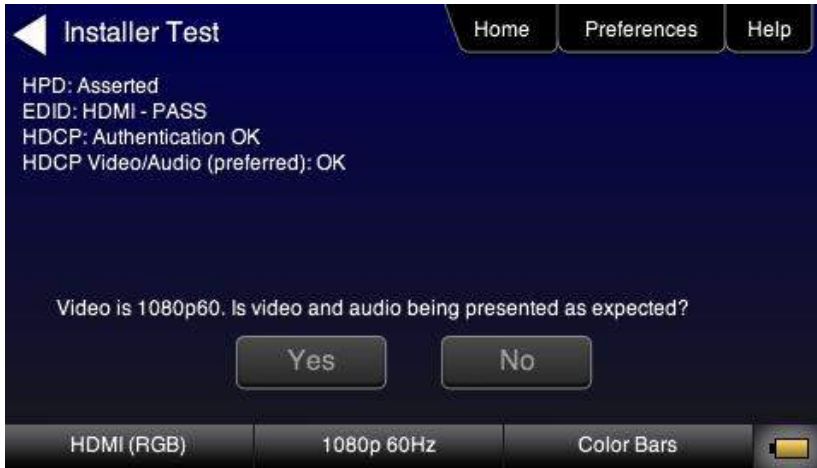 Installer Test
Home
Preferences
Help
HPD: Asserted
EDID: HDMI - PASS
HDCP: Authentication OK
HDCP Video/Audio (preferred): OK
Video is 1080p60. Is video and audio being presented as expected?
Yes
No
HDMI (RGB)
1080p 60Hz
Color Bars